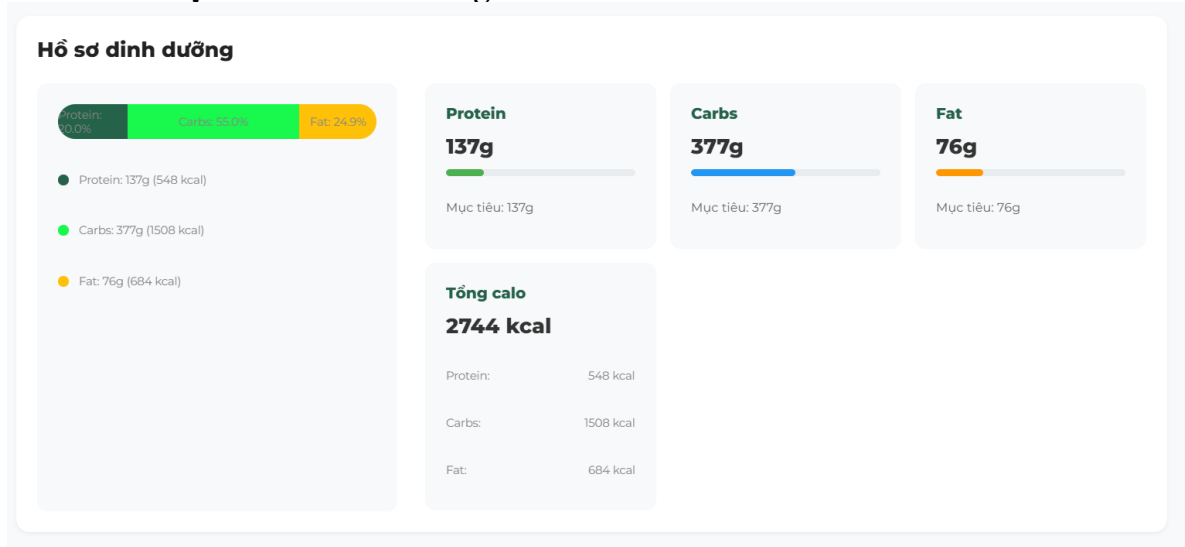 Hồ sơ dinh dưỡng
Protein:
20.0%
Carbs: 55.0%
Fat: 24.9%
Protein: 137g (548 kcal)
Carbs: 377g (1508 kcal)
Fat: 76g (684 kcal)
Protein
137g
Mục tiêu: 137g
Carbs
377g
Mục tiêu: 377g
Fat
76g
Mục tiêu: 76g
Tổng calo
2744 kcal
Protein: 548 kcal
Carbs: 1508 kcal
Fat: 684 kcal